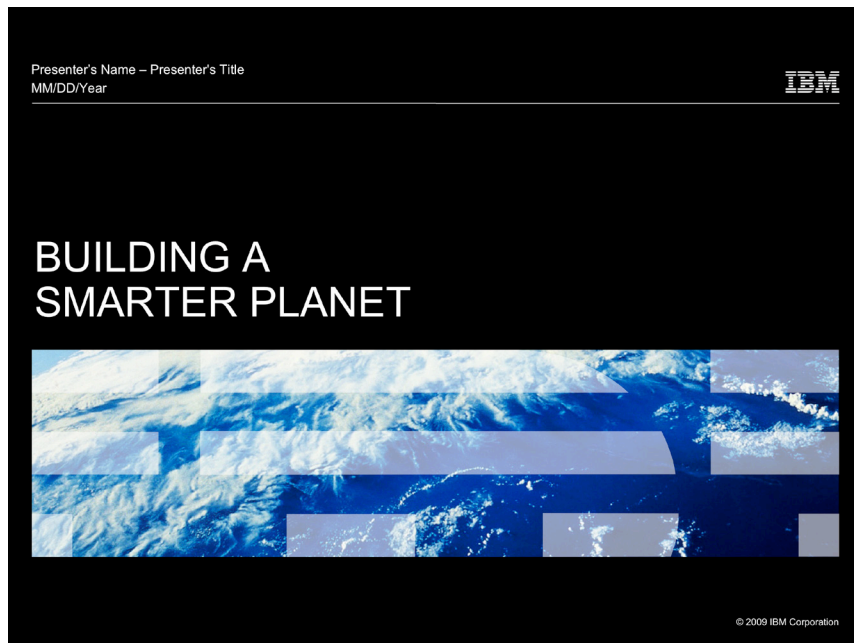 Presenter's Name – Presenter's Title
MM/DD/Year
IBM
BUILDING A
SMARTER PLANET
© 2009 IBM Corporation